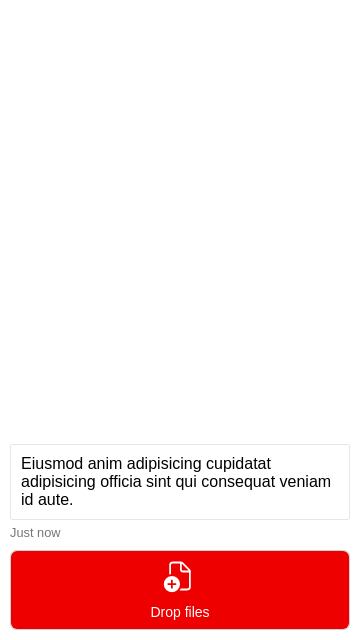 Eiusmod anim adipisicing cupidatat
adipisicing officia sint qui consequat veniam
id aute.
Just now
Drop files